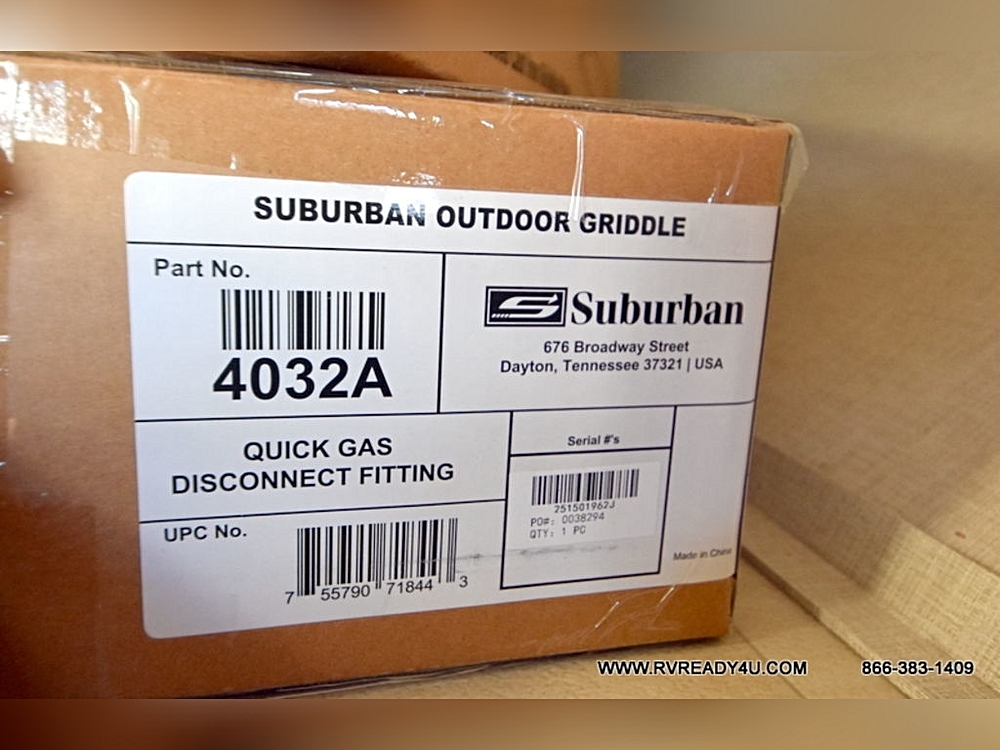 SUBURBAN OUTDOOR GRIDDLE
Part No.
4032A
Suburban
676 Broadway Street
Dayton, Tennessee 37321 | USA
QUICK GAS
DISCONNECT FITTING
Serial #'s
251501962J
PO#: 0038294
QTY: 1 PC
UPC No.
7 55790 71844 3
Made in China
WWW.RVREADY4U.COM 866-383-1409